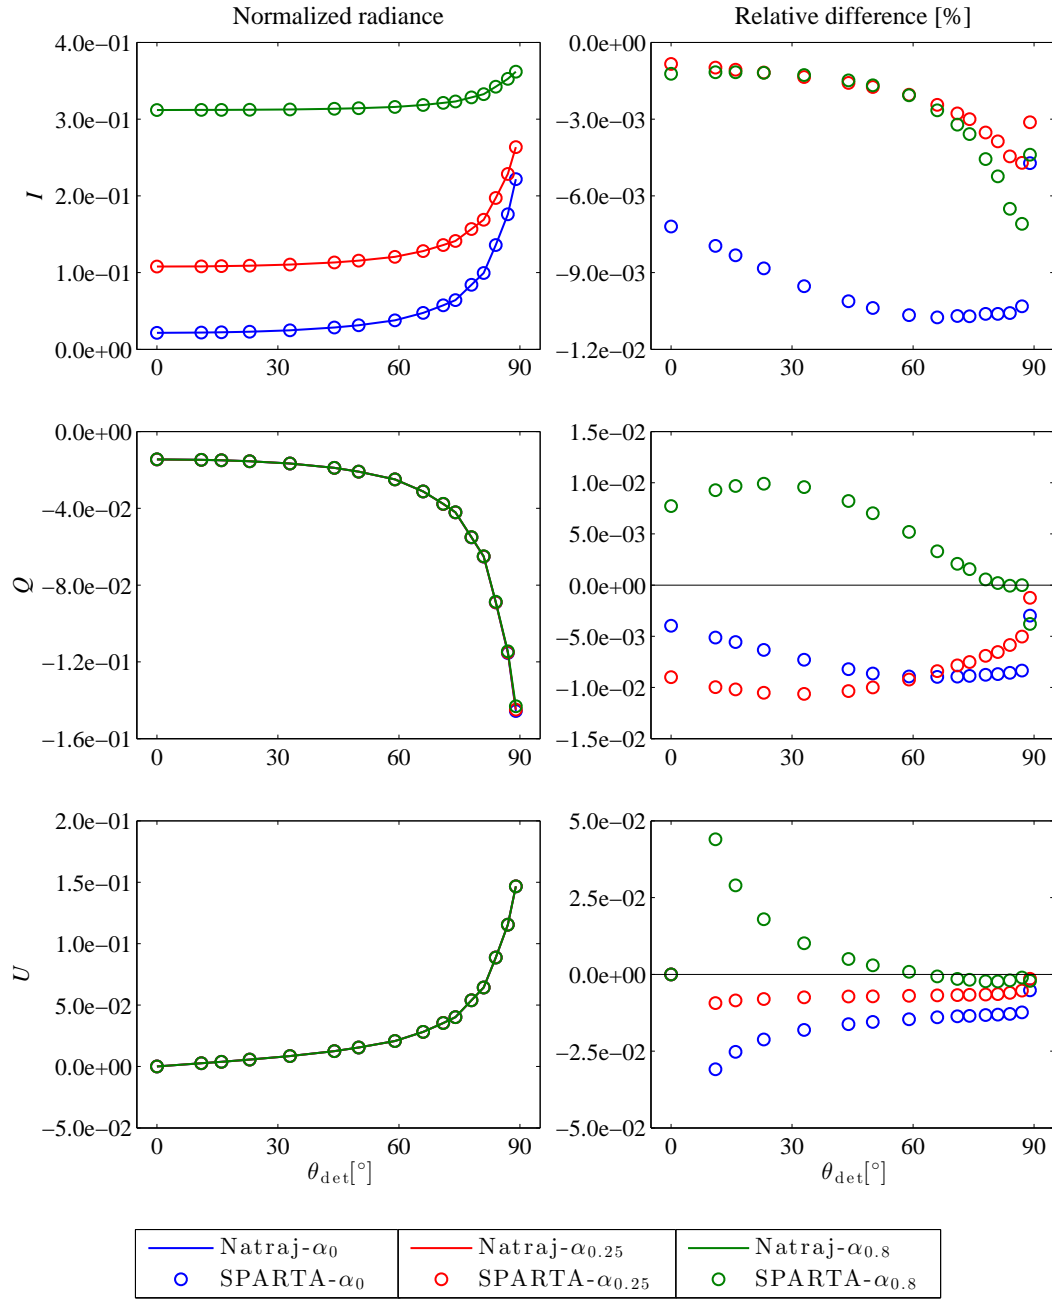 Normalized radiance
Relative difference [%]
4.0e−01
3.0e−01
2.0e−01
1.0e−01
0.0e+00
I
0 30 60 90
0.0e+00
−3.0e−03
−6.0e−03
−9.0e−03
−1.2e−02
0 30 60 90
0.0e+00
−4.0e−02
−8.0e−02
−1.2e−01
−1.6e−01
Q
0 30 60 90
1.5e−02
1.0e−02
5.0e−03
0.0e+00
−5.0e−03
−1.0e−02
−1.5e−02
0 30 60 90
2.0e−01
1.5e−01
1.0e−01
5.0e−02
0.0e+00
−5.0e−02
U
0 30 60 90
θdet[°]
5.0e−02
2.5e−02
0.0e+00
−2.5e−02
−5.0e−02
0 30 60 90
θdet[°]
Natraj-α0
SPARTA-α0
Natraj-α0.25
SPARTA-α0.25
Natraj-α0.8
SPARTA-α0.8